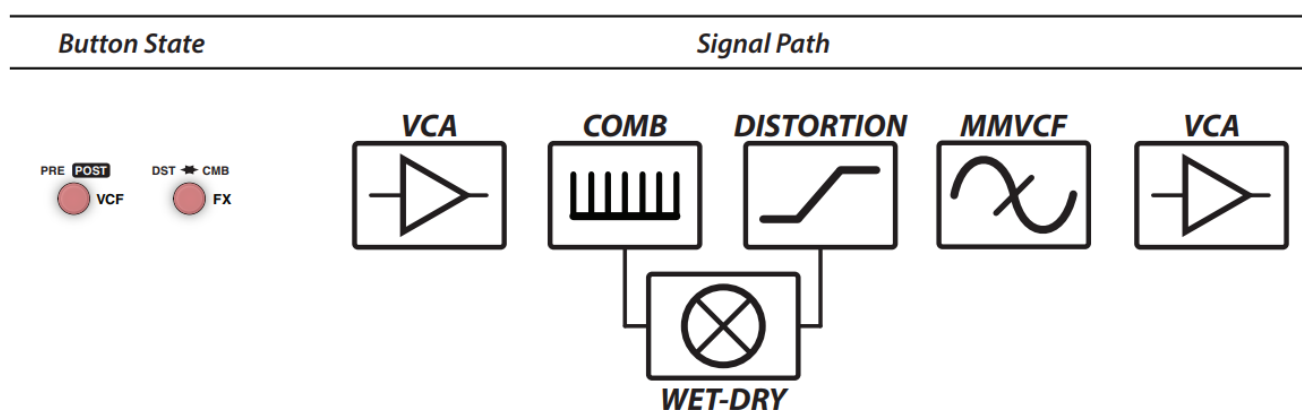 Button State
Signal Path
VCA COMB DISTORTION MMVCF VCA
PRE POST
VCF
DST CMB
FX
WET-DRY